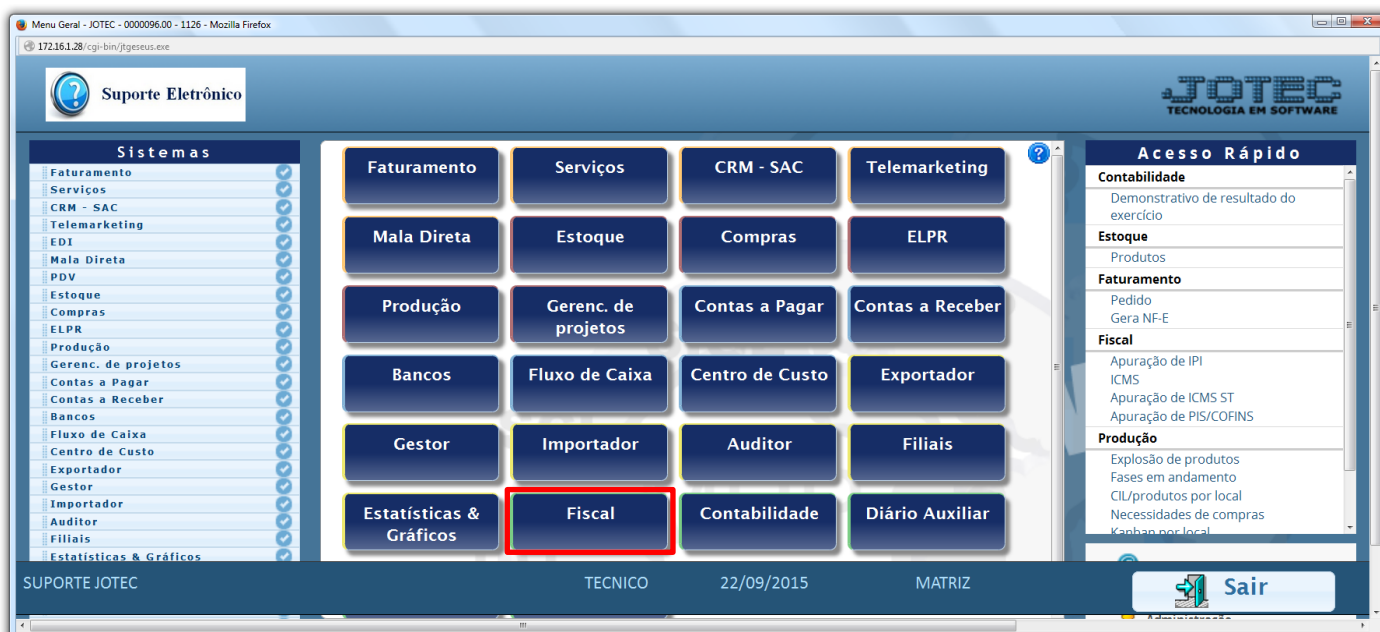 Menu Geral - JOTEC - 0000096.00 - 1126 - Mozilla Firefox
172.16.1.28/cgi-bin/jtgeseus.exe
Suporte Eletrônico
JOTEC
TECNOLOGIA EM SOFTWARE
Sistemas
Faturamento
Serviços
CRM - SAC
Telemarketing
EDI
Mala Direta
PDV
Estoque
Compras
ELPR
Produção
Gerenc. de projetos
Contas a Pagar
Contas a Receber
Bancos
Fluxo de Caixa
Centro de Custo
Exportador
Gestor
Importador
Auditor
Filiais
Estatísticas & Gráficos
Faturamento
Serviços
CRM - SAC
Telemarketing
Mala Direta
Estoque
Compras
ELPR
Produção
Gerenc. de
projetos
Contas a Pagar
Contas a Receber
Bancos
Fluxo de Caixa
Centro de Custo
Exportador
Gestor
Importador
Auditor
Filiais
Estatísticas &
Gráficos
Fiscal
Contabilidade
Diário Auxiliar
Acesso Rápido
Contabilidade
Demonstrativo de resultado do
exercício
Estoque
Produtos
Faturamento
Pedido
Gera NF-E
Fiscal
Apuração de IPI
ICMS
Apuração de ICMS ST
Apuração de PIS/COFINS
Produção
Explosão de produtos
Fases em andamento
CIL/produtos por local
Necessidades de compras
Kanban por local
SUPORTE JOTEC
TECNICO
22/09/2015
MATRIZ
Sair
Administração